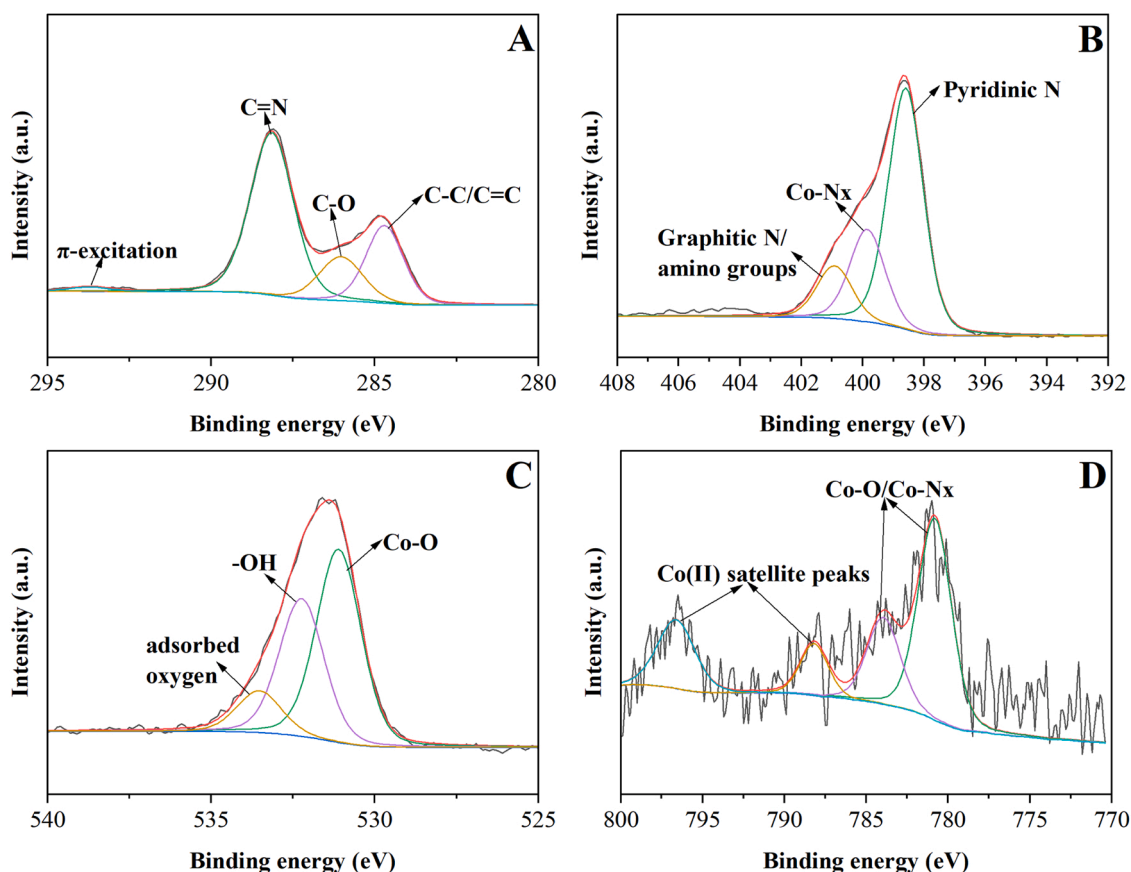 A
C=N
C-O
C-C/C=C
π-excitation
Intensity (a.u.)
295 290 285 280
Binding energy (eV)
B
Pyridinic N
Co-Nx
Graphitic N/
amino groups
Intensity (a.u.)
408 406 404 402 400 398 396 394 392
Binding energy (eV)
C
Co-O
-OH
adsorbed
oxygen
Intensity (a.u.)
540 535 530 525
Binding energy (eV)
D
Co-O/Co-Nx
Co(II) satellite peaks
Intensity (a.u.)
800 795 790 785 780 775 770
Binding energy (eV)